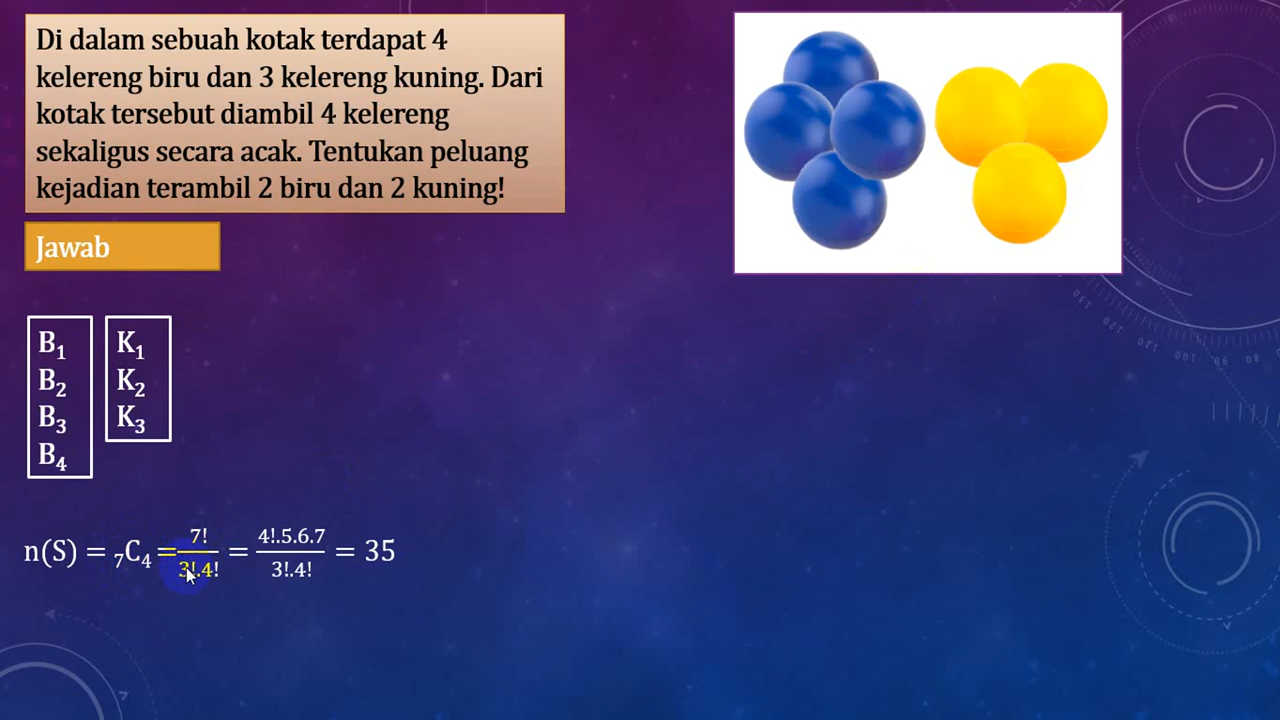 Di dalam sebuah kotak terdapat 4
kelereng biru dan 3 kelereng kuning. Dari
kotak tersebut diambil 4 kelereng
sekaligus secara acak. Tentukan peluang
kejadian terambil 2 biru dan 2 kuning!
Jawab
B₁ K₁
B₂ K₂
B₃ K₃
B₄
n(S) = ₇C₄ = 7!/3!.4! = 4!.5.6.7/3!.4! = 35